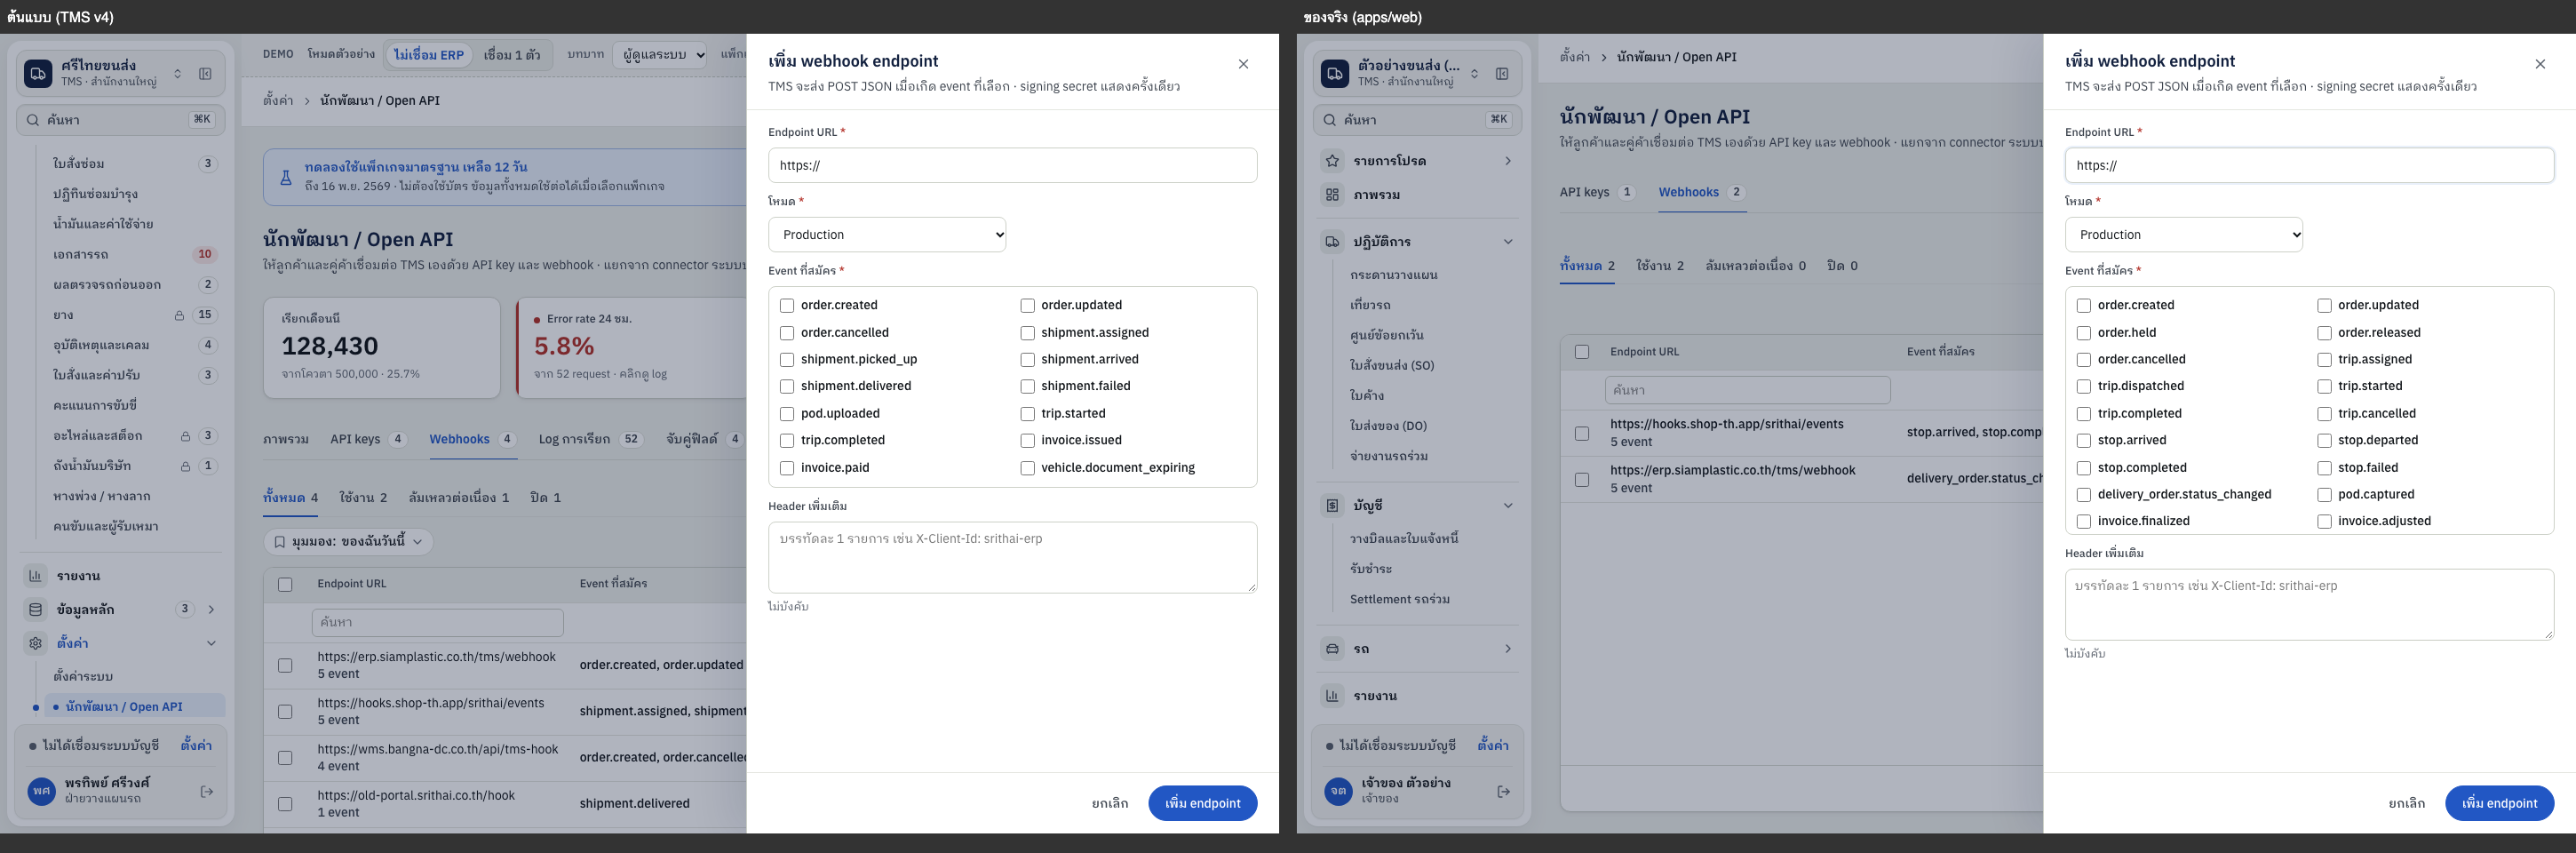 ต้นแบบ (TMS v4)
ศรีไทยขนส่ง
TMS · สำนักงานใหญ่
ค้นหา
⌘K
ใบสั่งซ่อม 3
ปฏิทินซ่อมบำรุง
น้ำมันและค่าใช้จ่าย
เอกสารรถ 10
ผลตรวจรถก่อนออก 2
ยาง 15
อุบัติเหตุและเคลม 4
ใบสั่งและค่าปรับ 3
คะแนนการขับขี่
อะไหล่และสต็อก 3
ถังน้ำมันบริษัท 1
หางพ่วง / หางลาก
คนขับและผู้รับเหมา
รายงาน
ข้อมูลหลัก 3
ตั้งค่า
ตั้งค่าระบบ
นักพัฒนา / Open API
ไม่ได้เชื่อมระบบบัญชี ตั้งค่า
พศ
พรทิพย์ ศรีวงศ์
ฝ่ายวางแผนรถ
DEMO โหมดตัวอย่าง ไม่เชื่อม ERP เชื่อม 1 ตัว บทบาท ผู้ดูแลระบบ แพ็กเ
ตั้งค่า นักพัฒนา / Open API
ทดลองใช้แพ็กเกจมาตรฐาน เหลือ 12 วัน
ถึง 16 พ.ย. 2569 · ไม่ต้องใช้บัตร ข้อมูลทั้งหมดใช้ต่อได้เมื่อเลือกแพ็กเกจ
นักพัฒนา / Open API
ให้ลูกค้าและคู่ค้าเชื่อมต่อ TMS เองด้วย API key และ webhook · แยกจาก connector ระบบ
เรียกเดือนนี้
128,430
จากโควตา 500,000 · 25.7%
Error rate 24 ชม.
5.8%
จาก 52 request · คลิกดู log
ภาพรวม API keys 4 Webhooks 4 Log การเรียก 52 จับคู่ฟิลด์ 4
ทั้งหมด 4 ใช้งาน 2 ล้มเหลวต่อเนื่อง 1 ปิด 1
มุมมอง: ของฉันวันนี้
Endpoint URL Event ที่สมัคร
ค้นหา
https://erp.siamplastic.co.th/tms/webhook
5 event
order.created, order.updated
https://hooks.shop-th.app/srithai/events
5 event
shipment.assigned, shipment
https://wms.bangna-dc.co.th/api/tms-hook
4 event
order.created, order.cancelle
https://old-portal.srithai.co.th/hook
1 event
shipment.delivered
เพิ่ม webhook endpoint
TMS จะส่ง POST JSON เมื่อเกิด event ที่เลือก · signing secret แสดงครั้งเดียว
Endpoint URL *
https://
โหมด *
Production
Event ที่สมัคร *
order.created order.updated
order.cancelled shipment.assigned
shipment.picked_up shipment.arrived
shipment.delivered shipment.failed
pod.uploaded trip.started
trip.completed invoice.issued
invoice.paid vehicle.document_expiring
Header เพิ่มเติม
บรรทัดละ 1 รายการ เช่น X-Client-Id: srithai-erp
ไม่บังคับ
ยกเลิก เพิ่ม endpoint
ของจริง (apps/web)
ตัวอย่างขนส่ง (...
TMS · สำนักงานใหญ่
ค้นหา
⌘K
รายการโปรด
ภาพรวม
ปฏิบัติการ
กระดานวางแผน
เที่ยวรถ
ศูนย์ข้อยกเว้น
ใบสั่งขนส่ง (SO)
ใบค้าง
ใบส่งของ (DO)
จ่ายงานรถร่วม
บัญชี
วางบิลและใบแจ้งหนี้
รับชำระ
Settlement รถร่วม
รถ
รายงาน
ไม่ได้เชื่อมระบบบัญชี ตั้งค่า
จต
เจ้าของ ตัวอย่าง
เจ้าของ
ตั้งค่า นักพัฒนา / Open API
นักพัฒนา / Open API
ให้ลูกค้าและคู่ค้าเชื่อมต่อ TMS เองด้วย API key และ webhook · แยกจาก connector ระบบ
API keys 1 Webhooks 2
ทั้งหมด 2 ใช้งาน 2 ล้มเหลวต่อเนื่อง 0 ปิด 0
Endpoint URL Event ที่สมัคร
ค้นหา
https://hooks.shop-th.app/srithai/events
5 event
stop.arrived, stop.comp
https://erp.siamplastic.co.th/tms/webhook
5 event
delivery_order.status_ch
เพิ่ม webhook endpoint
TMS จะส่ง POST JSON เมื่อเกิด event ที่เลือก · signing secret แสดงครั้งเดียว
Endpoint URL *
https://
โหมด *
Production
Event ที่สมัคร *
order.created order.updated
order.held order.released
order.cancelled trip.assigned
trip.dispatched trip.started
trip.completed trip.cancelled
stop.arrived stop.departed
stop.completed stop.failed
delivery_order.status_changed pod.captured
invoice.finalized invoice.adjusted
Header เพิ่มเติม
บรรทัดละ 1 รายการ เช่น X-Client-Id: srithai-erp
ไม่บังคับ
ยกเลิก เพิ่ม endpoint